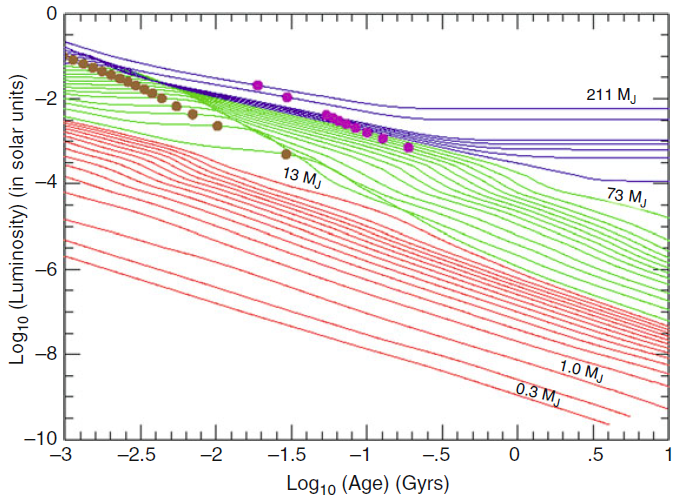 0
−2
−4
−6
−8
−10
Log10 (Luminosity) (in solar units)
211 MJ
73 MJ
13 MJ
1.0 MJ
0.3 MJ
−3
−2.5
−2
−1.5
−1
−.5
0
.5
1
Log10 (Age) (Gyrs)